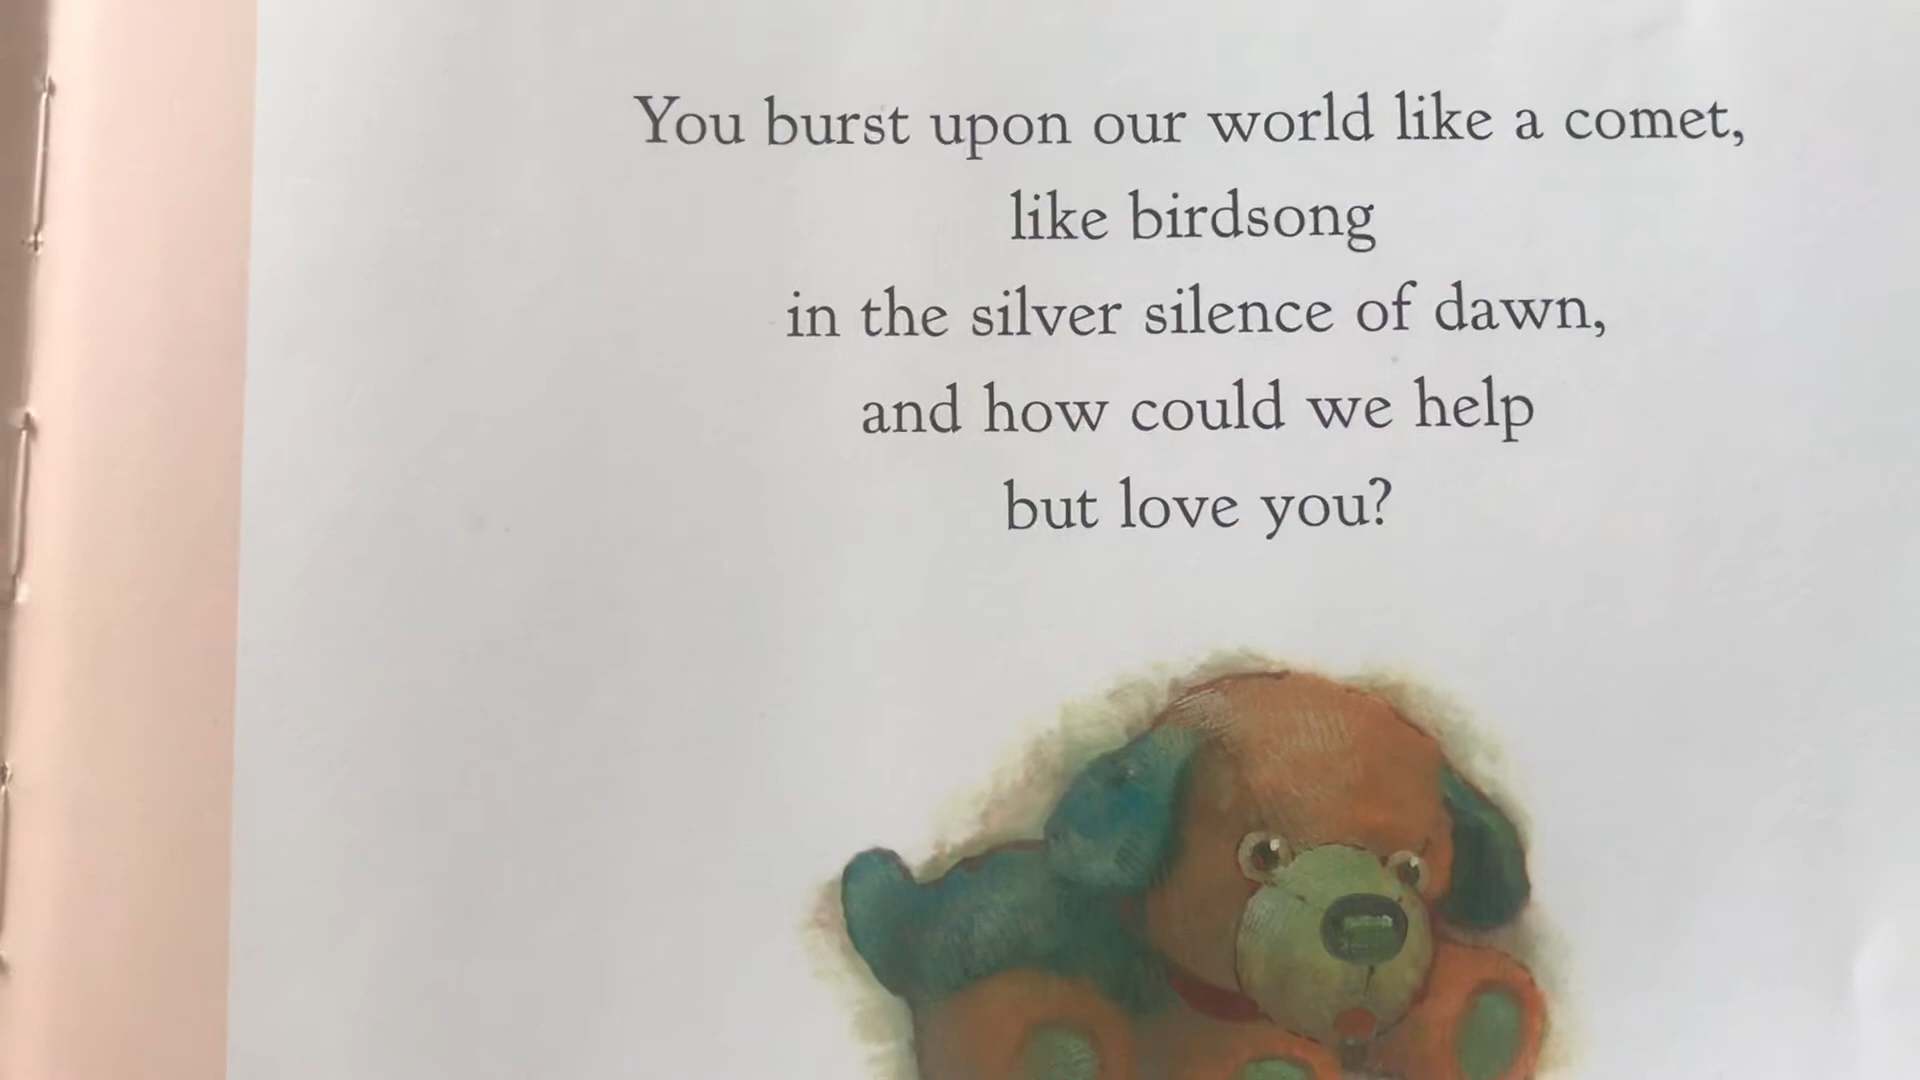 You burst upon our world like a comet,
like birdsong
in the silver silence of dawn,
and how could we help
but love you?